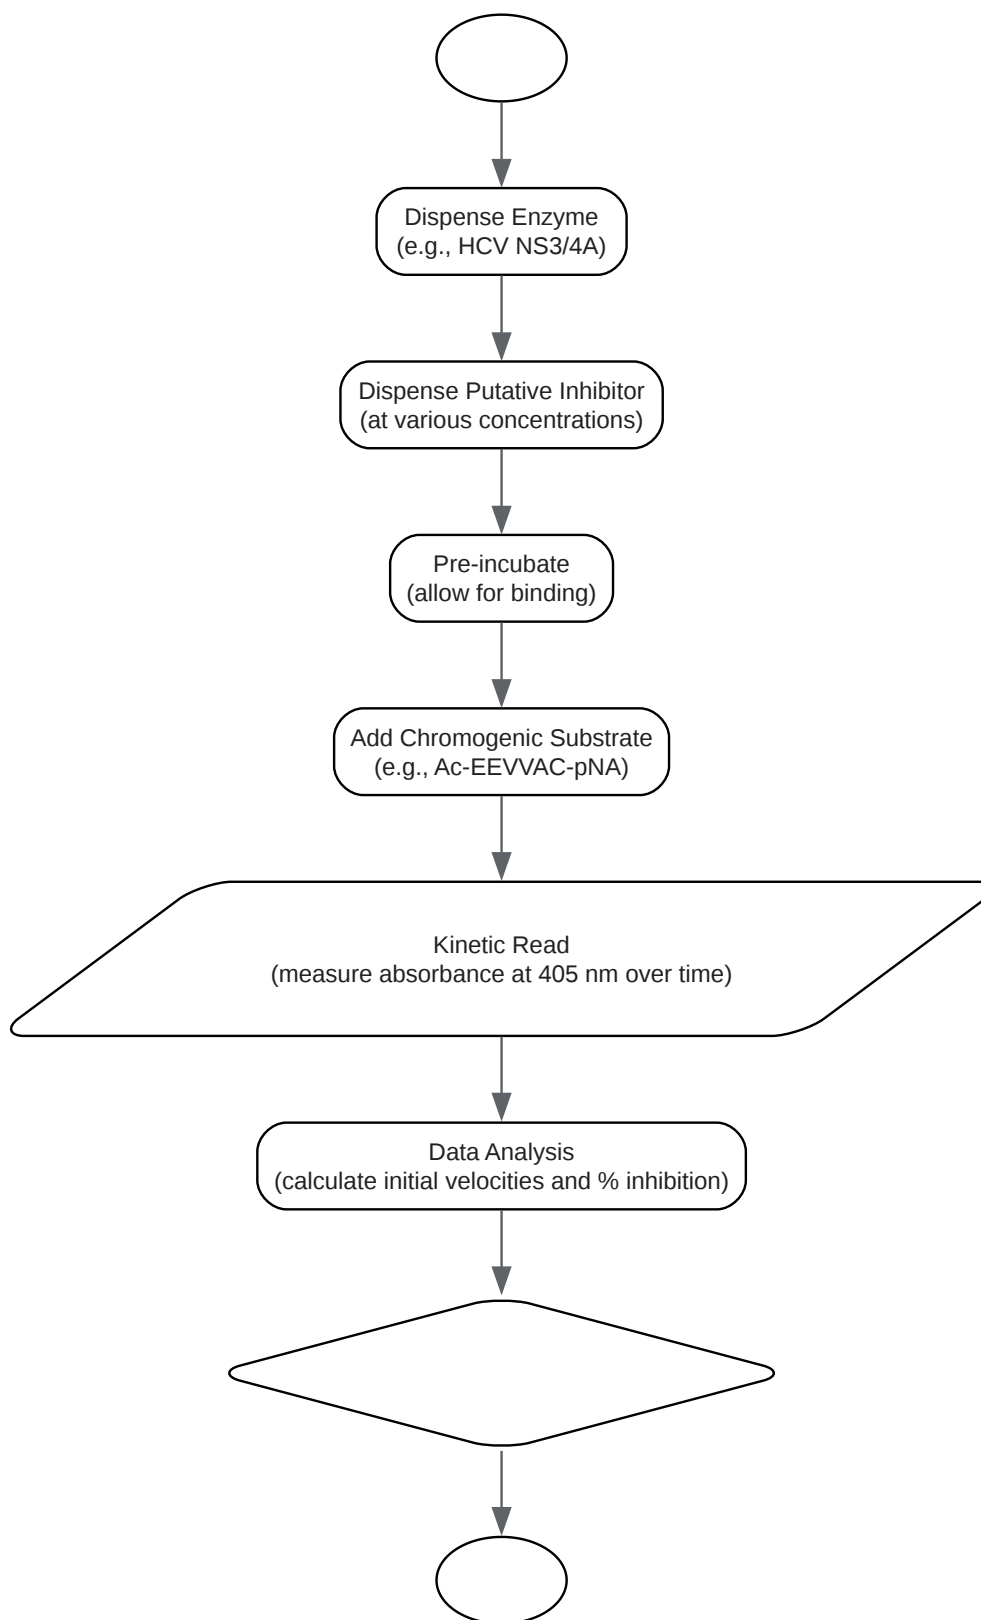 Dispense Enzyme
(e.g., HCV NS3/4A)
Dispense Putative Inhibitor
(at various concentrations)
Pre-incubate
(allow for binding)
Add Chromogenic Substrate
(e.g., Ac-EEVVAC-pNA)
Kinetic Read
(measure absorbance at 405 nm over time)
Data Analysis
(calculate initial velocities and % inhibition)